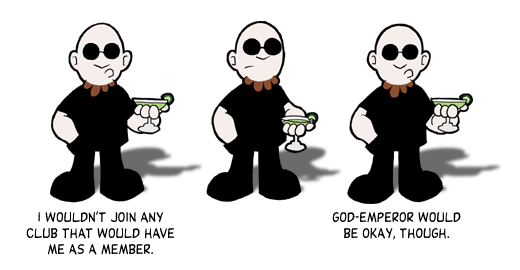 I WOULDN'T JOIN ANY
CLUB THAT WOULD HAVE
ME AS A MEMBER.
GOD-EMPEROR WOULD
BE OKAY, THOUGH.